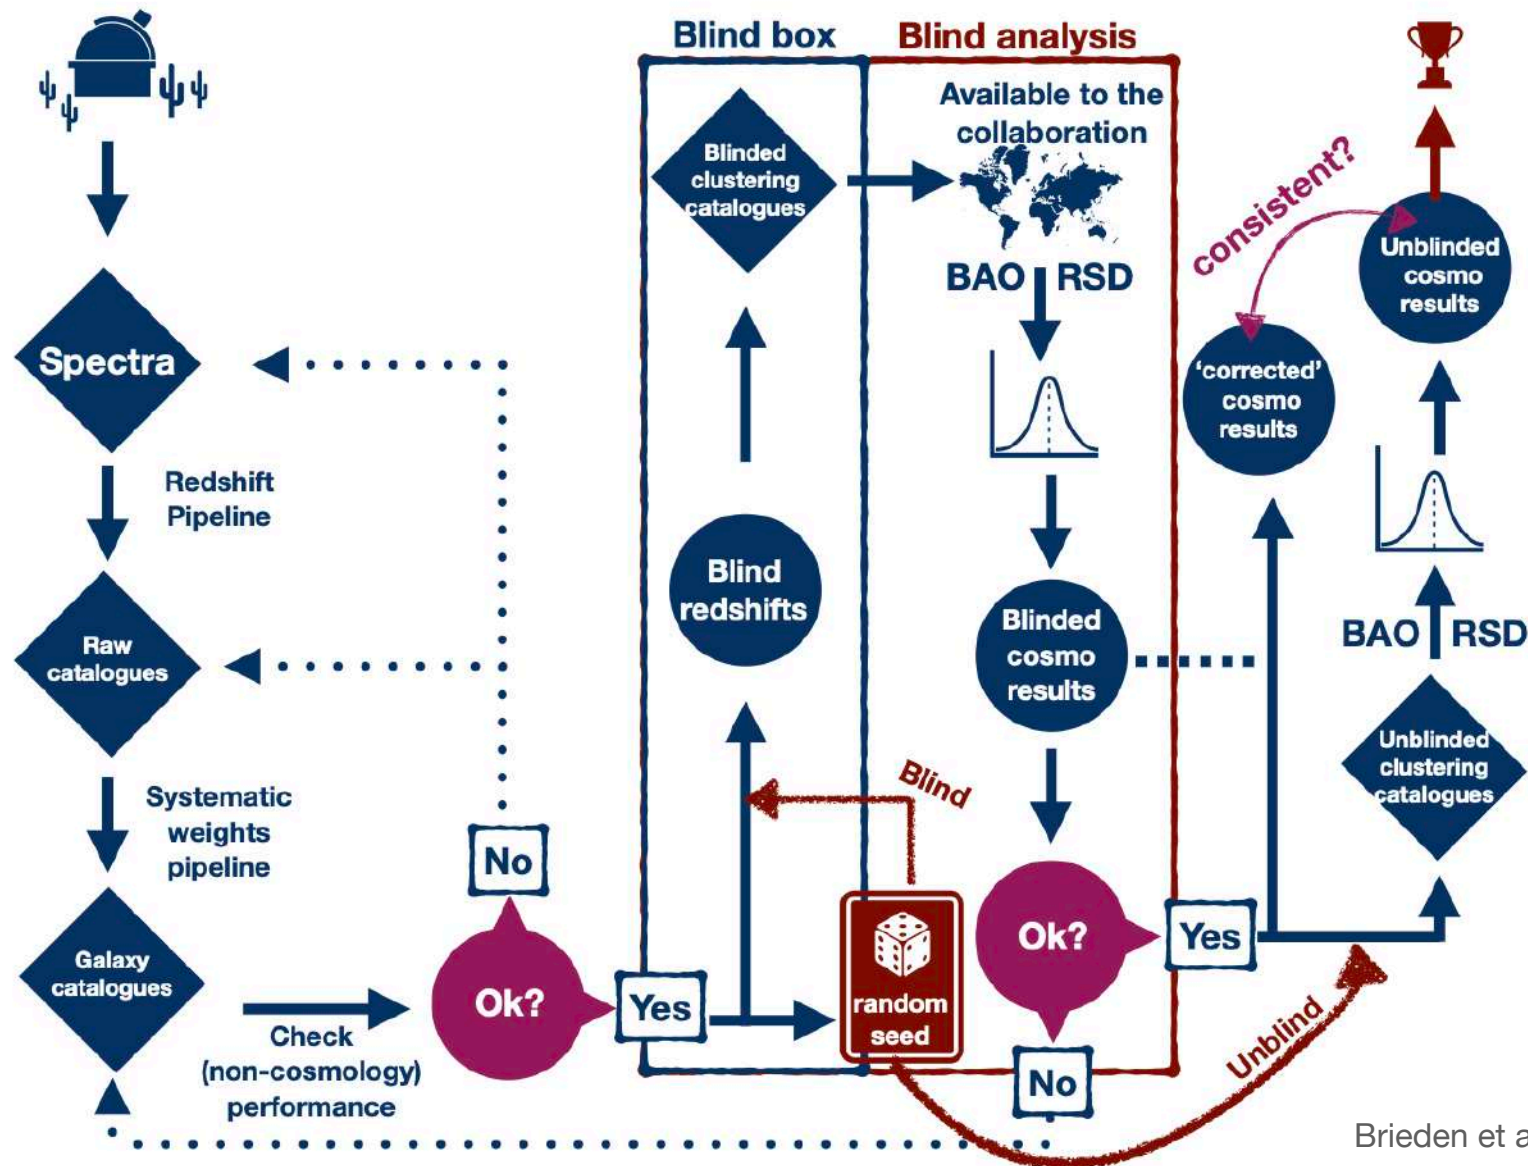 Blind box
Blind analysis
Available to the
collaboration
Blinded
clustering
catalogues
consistent?
Unblinded
cosmo
results
BAO RSD
Spectra
'corrected'
cosmo
results
Redshift
Pipeline
Blind
redshifts
Blinded
cosmo
results
BAO RSD
Raw
catalogues
Unblinded
clustering
catalogues
Blind
Systematic
weights
pipeline
No
Ok?
Yes
Galaxy
catalogues
Ok?
Yes
random
seed
Check
(non-cosmology)
performance
No
Unblind
Brieden et a